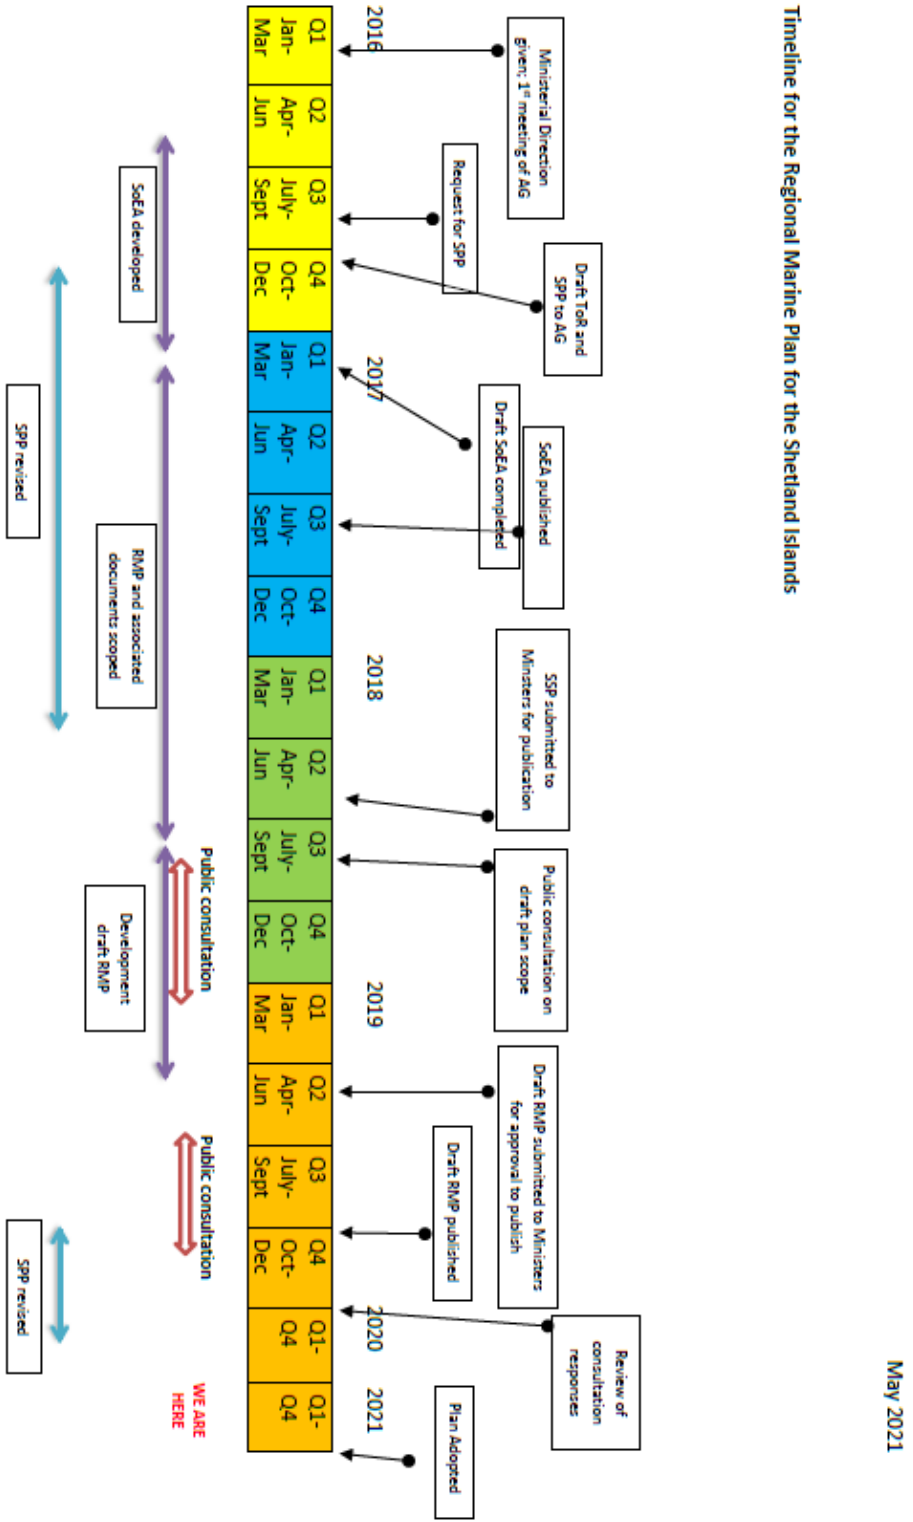 May 2021
Timeline for the Regional Marine Plan for the Shetland Islands
Ministerial Direction
given; 1st meeting of AG
Request for SPP
Draft ToR and
SPP to AG
Draft SoEA completed
SoEA published
SSP submitted to
Minsters for publication
Public consultation on
draft plan scope
Draft RMP submitted to Ministers
for approval to publish
Draft RMP published
Review of
consultation
responses
Plan Adopted
2016
2017
2018
2019
2020
2021
Q1
Jan-
Mar
Q2
Apr-
Jun
Q3
July-
Sept
Q4
Oct-
Dec
Q1
Jan-
Mar
Q2
Apr-
Jun
Q3
July-
Sept
Q4
Oct-
Dec
Q1
Jan-
Mar
Q2
Apr-
Jun
Q3
July-
Sept
Q4
Oct-
Dec
Q1
Jan-
Mar
Q2
Apr-
Jun
Q3
July-
Sept
Q4
Oct-
Dec
Q1-
Q4
Q1-
Q4
Public consultation
Public consultation
WE ARE
HERE
SoEA developed
RMP and associated
documents scoped
Development
draft RMP
SPP revised
SPP revised